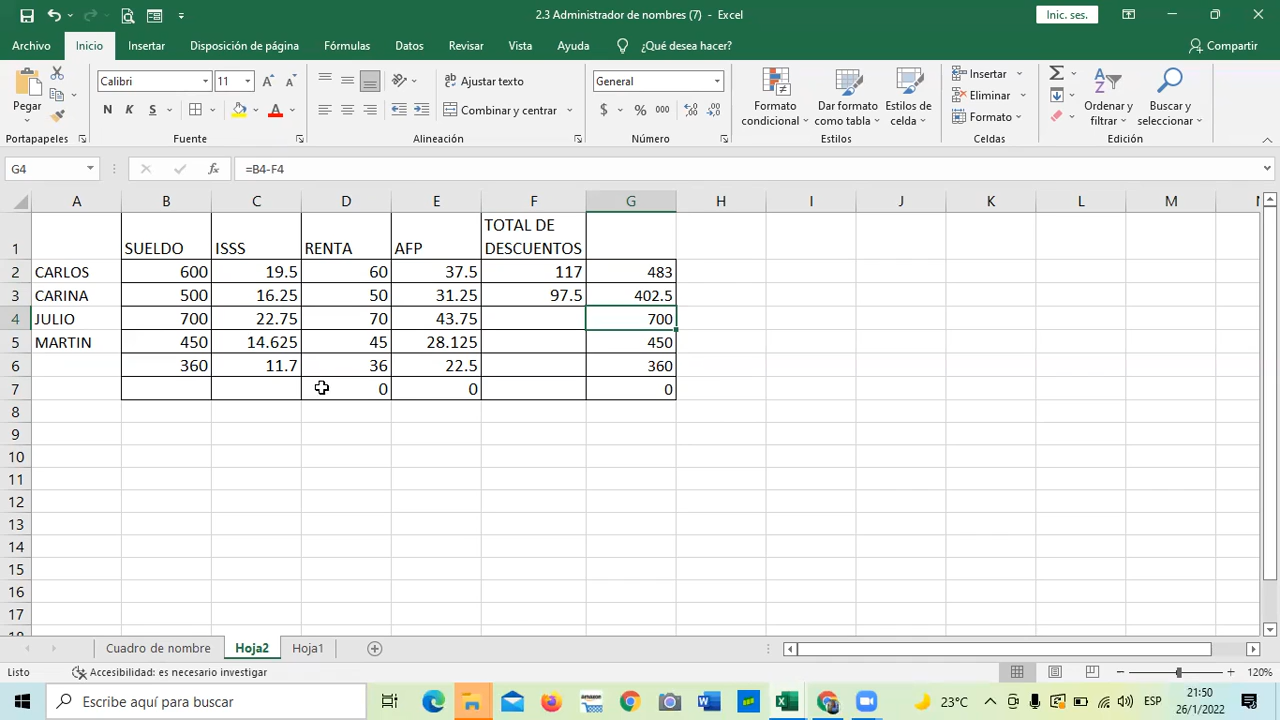 2.3 Administrador de nombres (7) - Excel
Inic. ses.
Archivo Inicio Insertar Disposición de página Fórmulas Datos Revisar Vista Ayuda ¿Qué desea hacer? Compartir
Pegar
Calibri 11 A A
Ajustar texto
General
N K S
Combinar y centrar
$ % 000
Formato condicional
Dar formato como tabla
Estilos de celda
Insertar
Eliminar
Formato
Ordenar y filtrar
Buscar y seleccionar
Portapapeles Fuente Alineación Número Estilos Celdas Edición
G4 fx =B4-F4
A B C D E F G H I J K L M
1 SUELDO ISSS RENTA AFP TOTAL DE DESCUENTOS
2 CARLOS 600 19.5 60 37.5 117 483
3 CARINA 500 16.25 50 31.25 97.5 402.5
4 JULIO 700 22.75 70 43.75 700
5 MARTIN 450 14.625 45 28.125 450
6 360 11.7 36 22.5 360
7 0 0 0
8
9
10
11
12
13
14
15
16
17
Cuadro de nombre Hoja2 Hoja1
Listo Accesibilidad: es necesario investigar 120%
Escribe aquí para buscar 23°C ESP 21:50
26/1/2022